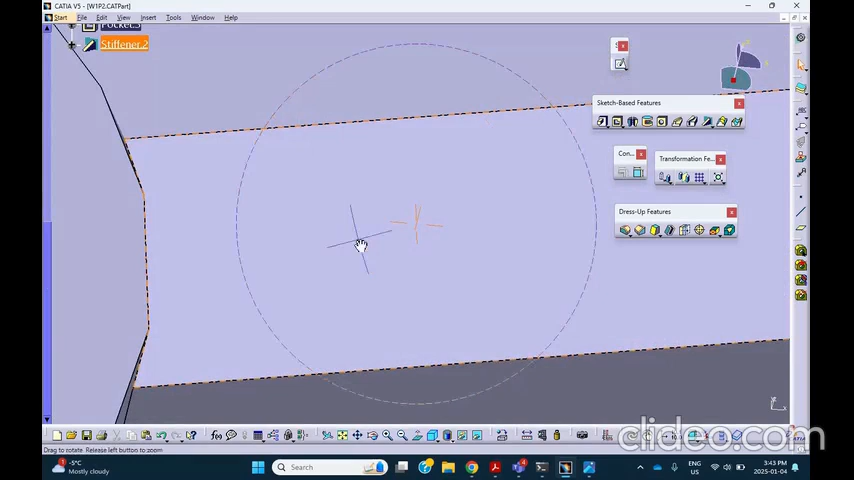 CATIA V5 - [W1P2.CATPart]
Start File Edit View Insert Tools Window Help
Pocket.3
Stiffener.2
Sketch-Based Features
Con...
Transformation Fe...
Dress-Up Features
clideo.com
Drag to rotate Release left button to zoom
-5°C
Mostly cloudy
Search
ENG
US
3:43 PM
2025-01-04